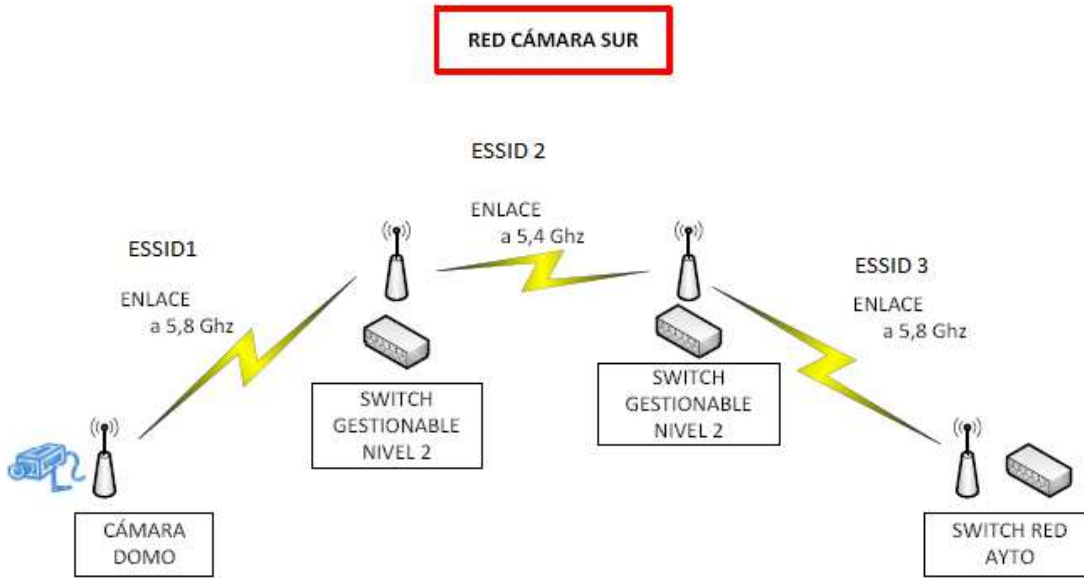 RED CÁMARA SUR
ESSID 2
ENLACE
a 5,4 Ghz
ESSID1
ENLACE
a 5,8 Ghz
ESSID 3
ENLACE
a 5,8 Ghz
SWITCH
GESTIONABLE
NIVEL 2
SWITCH
GESTIONABLE
NIVEL 2
CÁMARA
DOMO
SWITCH RED
AYTO